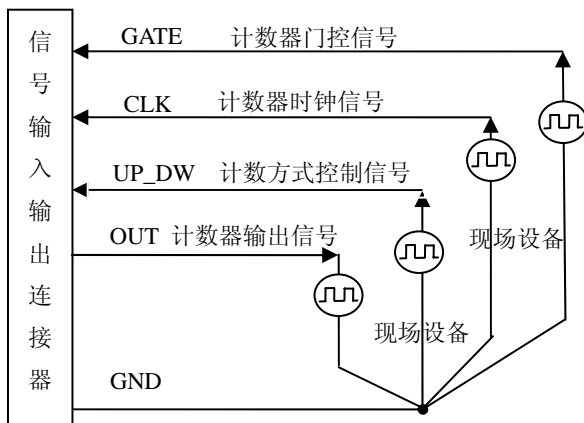 信号输入输出连接器
GATE 计数器门控信号
CLK 计数器时钟信号
UP_DW 计数方式控制信号
OUT 计数器输出信号
现场设备
现场设备
GND